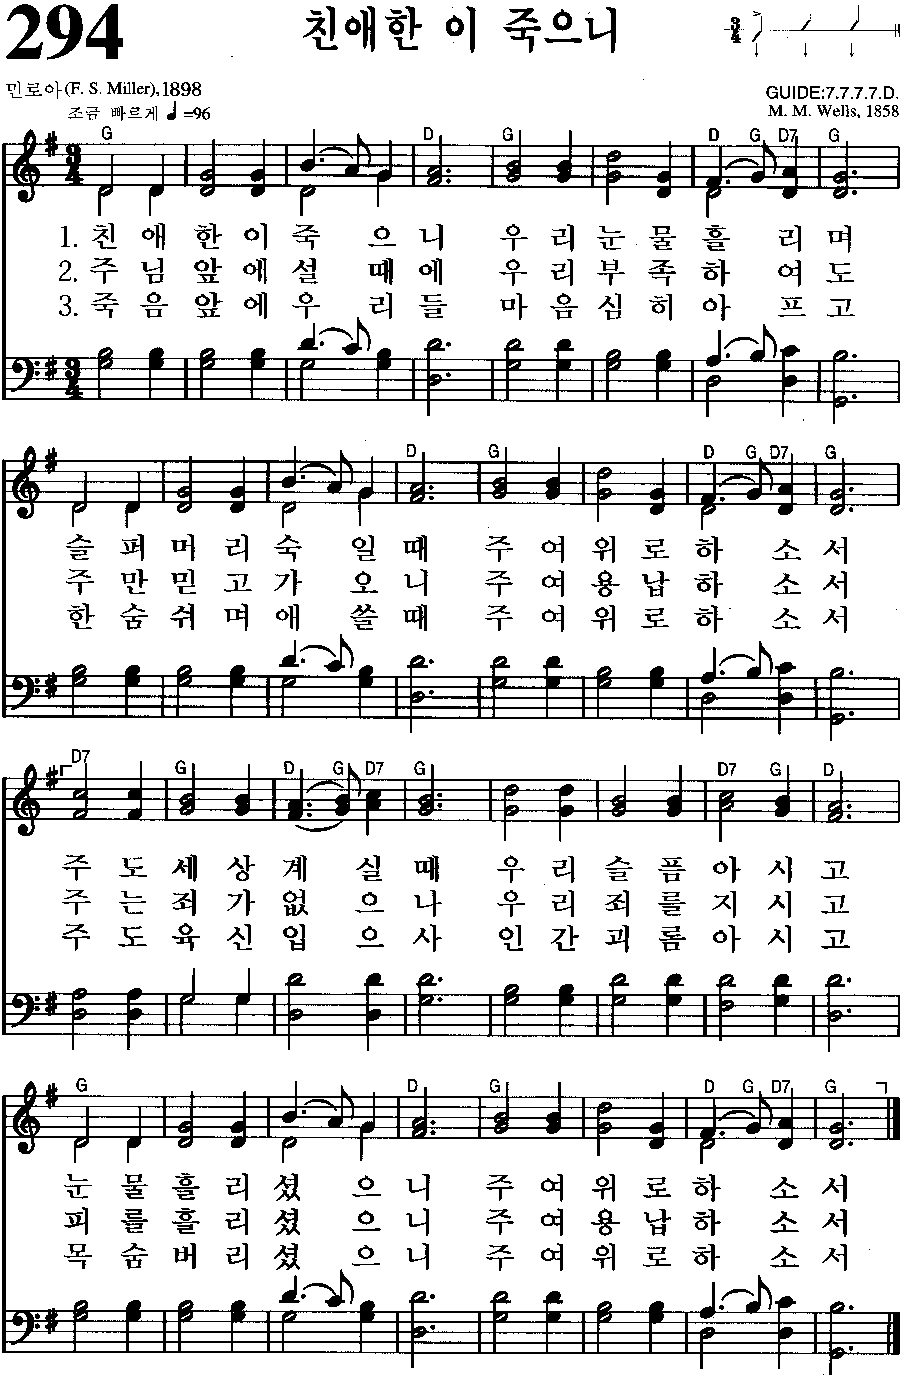 294
친애한 이 죽으니
민로아(F. S. Miller), 1898
GUIDE:7.7.7.7.D.
조금 빠르게 ♩=96
M. M. Wells, 1858
G D G D G D7 G
1. 친 애 한 이 죽 으 니 우 리 눈 물 흘 리 며
2. 주 님 앞 에 설 때 에 우 리 부 족 하 여 도
3. 죽 음 앞 에 우 리 들 마 음 심 히 아 프 고
D G D G D7 G
슬 퍼 머 리 숙 일 때 주 여 위 로 하 소 서
주 만 믿 고 가 오 니 주 여 용 납 하 소 서
한 숨 쉬 며 애 쓸 때 주 여 위 로 하 소 서
D7 G D G D7 G D7 G D
주 도 세 상 계 실 때 우 리 슬 픔 아 시 고
주 는 죄 가 없 으 나 우 리 죄 를 지 시 고
주 도 육 신 입 으 사 인 간 괴 롬 아 시 고
G D G D G D7 G
눈 물 흘 리 셨 으 니 주 여 위 로 하 소 서
피 를 흘 리 셨 으 니 주 여 용 납 하 소 서
목 숨 버 리 셨 으 니 주 여 위 로 하 소 서